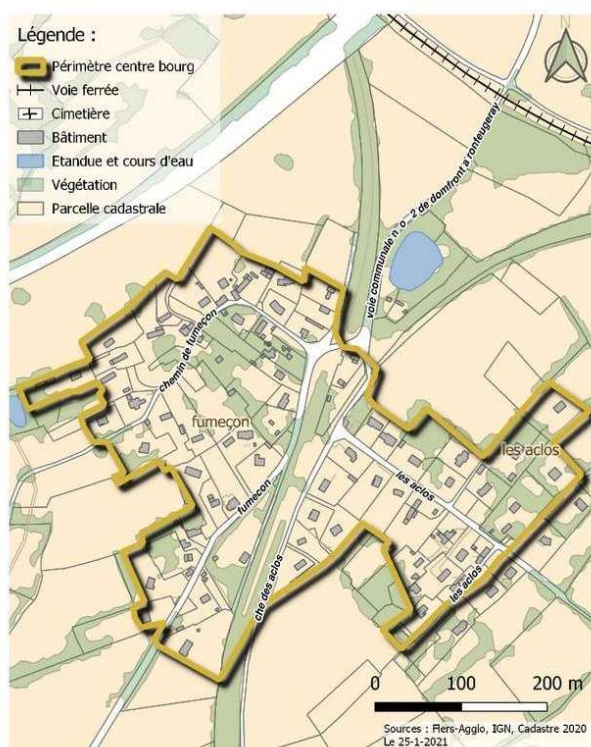 Légende :
Périmètre centre bourg
Voie ferrée
Cimetière
Bâtiment
Etandue et cours d'eau
Végétation
Parcelle cadastrale
voie communale n_o_2 de domfront a ronfeugeray
chemin de fumeçon
fumeçon
les aclos
les aclos
fumeçon
che des aclos
les aclos
0 100 200 m
Sources : Flers-Agglo, IGN, Cadastre 2020
Le 25-1-2021